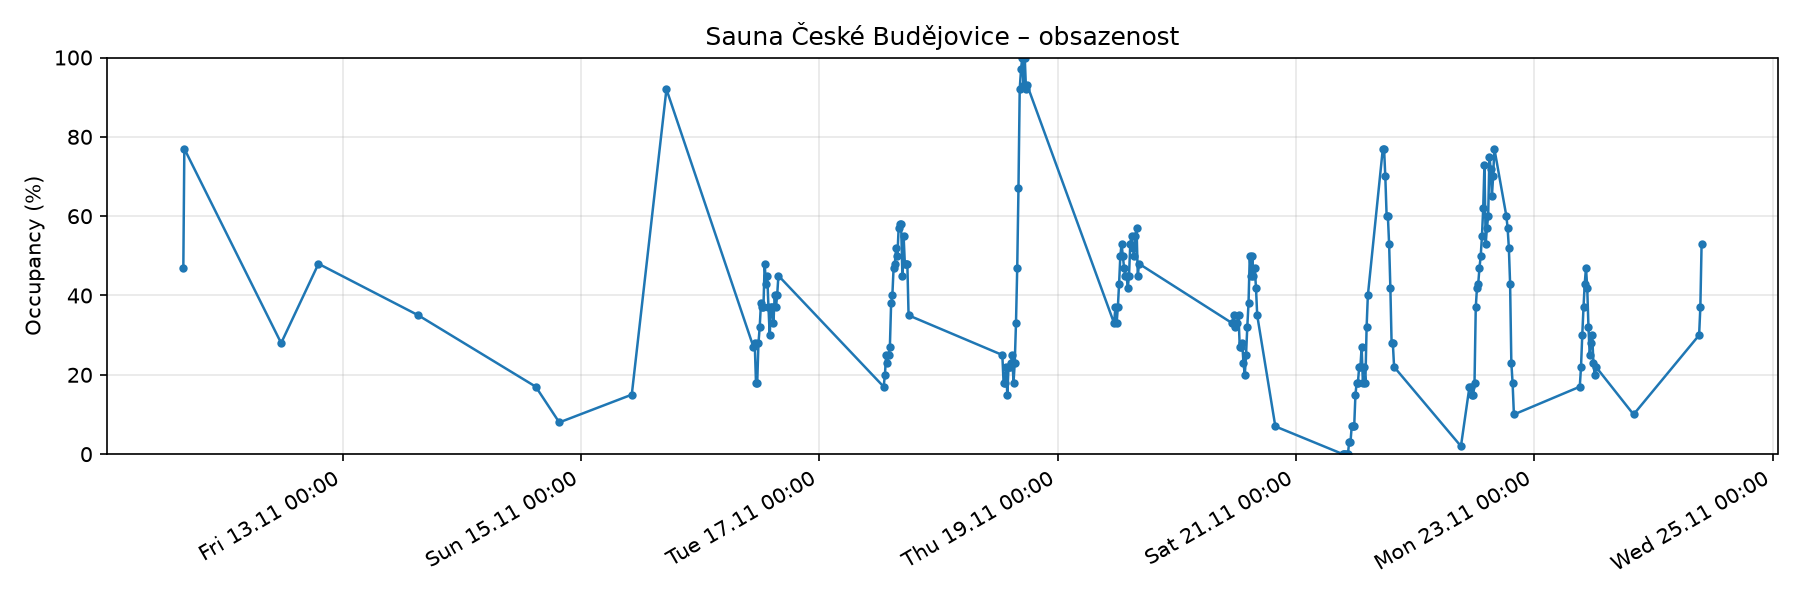 Sauna České Budějovice – obsazenost
Occupancy (%)
100
80
60
40
20
0
Fri 13.11 00:00
Sun 15.11 00:00
Tue 17.11 00:00
Thu 19.11 00:00
Sat 21.11 00:00
Mon 23.11 00:00
Wed 25.11 00:00